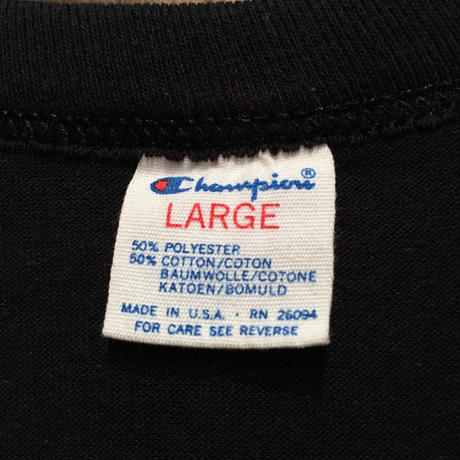 Champion®
LARGE
50% POLYESTER
50% COTTON/COTON
BAUMWOLLE/COTONE
KATOEN/BOMULD
MADE IN U.S.A. · RN 26094
FOR CARE SEE REVERSE